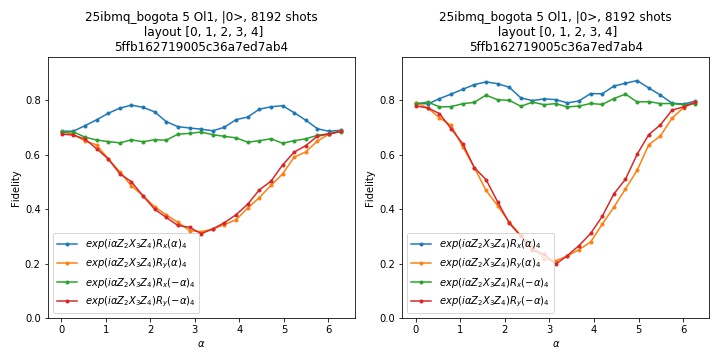 25ibmq_bogota 5 Ol1, |0>, 8192 shots
layout [0, 1, 2, 3, 4]
5ffb162719005c36a7ed7ab4
Fidelity
0.8
0.6
0.4
0.2
0.0
exp(iαZ₂X₃Z₄)Rₓ(α)₄
exp(iαZ₂X₃Z₄)Rᵧ(α)₄
exp(iαZ₂X₃Z₄)Rₓ(−α)₄
exp(iαZ₂X₃Z₄)Rᵧ(−α)₄
0 1 2 3 4 5 6
α
25ibmq_bogota 5 Ol1, |0>, 8192 shots
layout [0, 1, 2, 3, 4]
5ffb162719005c36a7ed7ab4
Fidelity
0.8
0.6
0.4
0.2
0.0
exp(iαZ₂X₃Z₄)Rₓ(α)₄
exp(iαZ₂X₃Z₄)Rᵧ(α)₄
exp(iαZ₂X₃Z₄)Rₓ(−α)₄
exp(iαZ₂X₃Z₄)Rᵧ(−α)₄
0 1 2 3 4 5 6
α